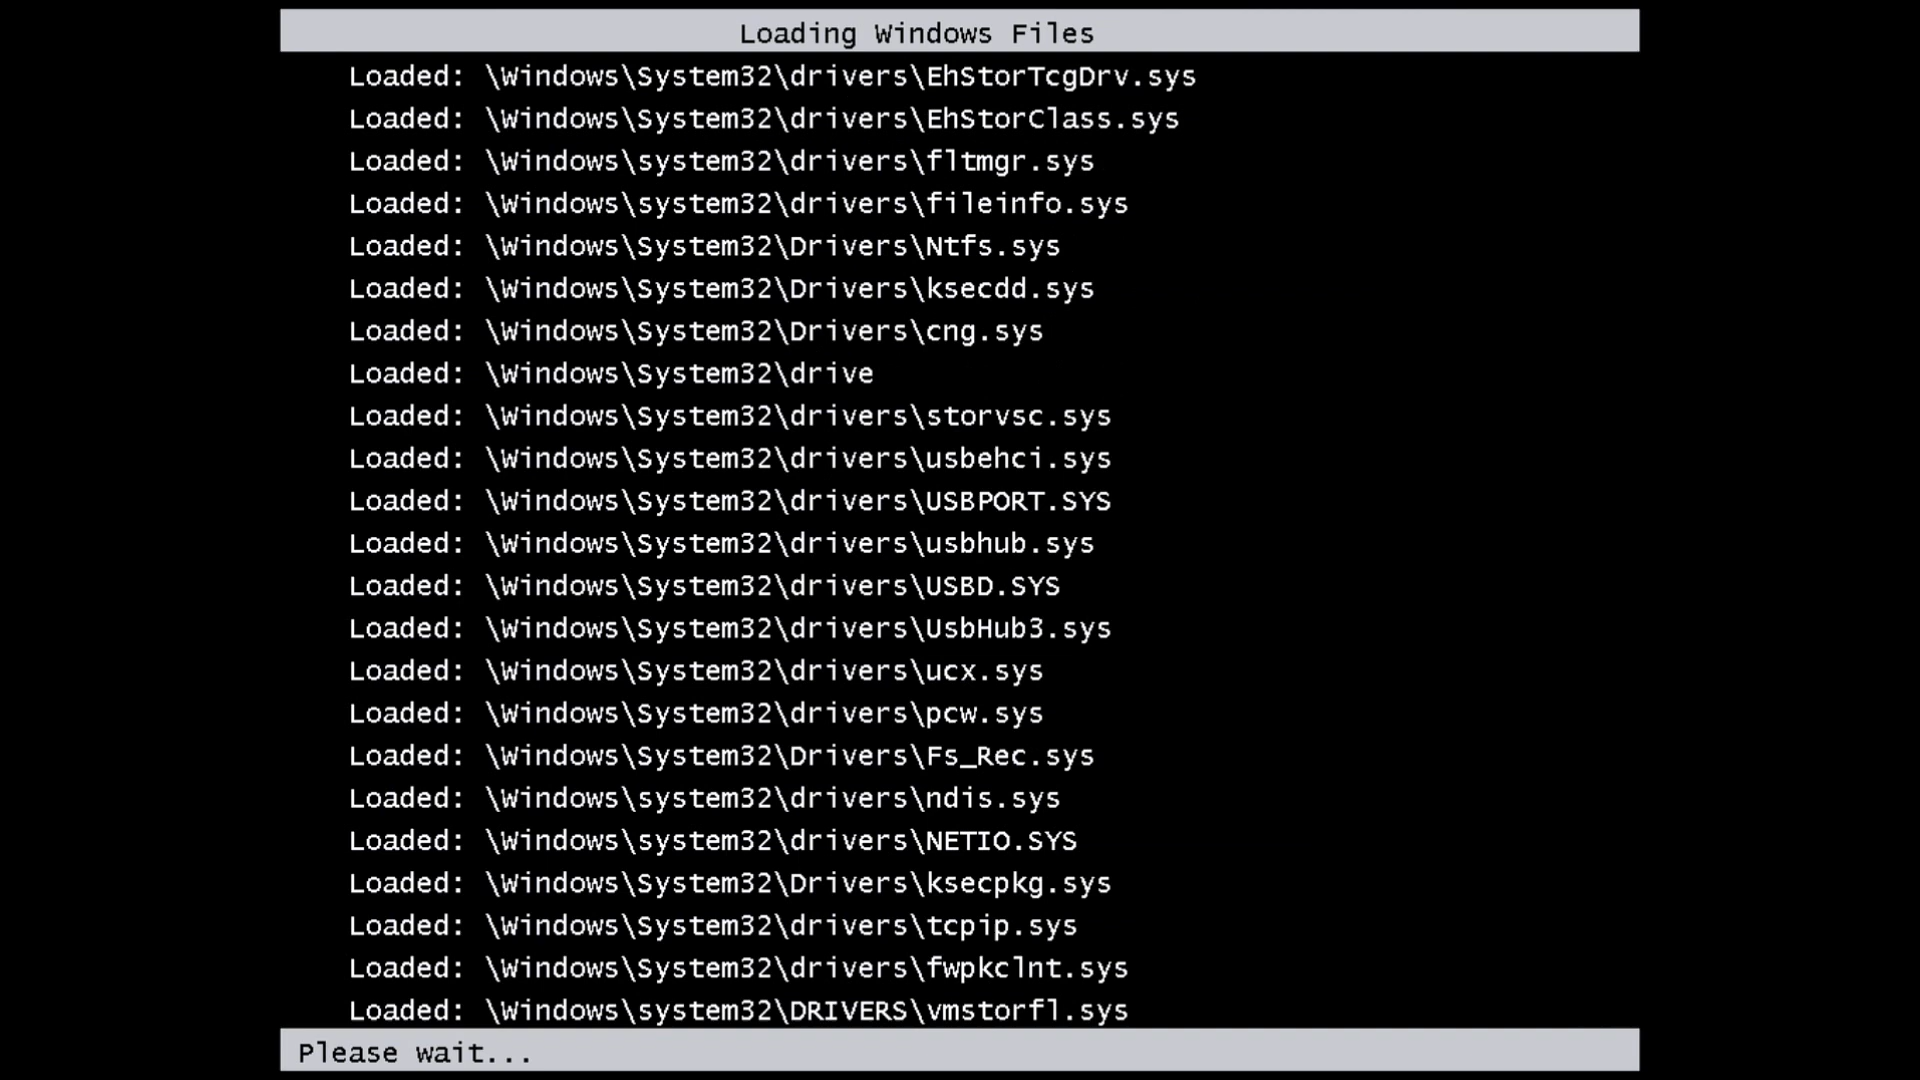 Loading Windows Files
Loaded: \Windows\System32\drivers\EhStorTcgDrv.sys
Loaded: \Windows\System32\drivers\EhStorClass.sys
Loaded: \Windows\system32\drivers\fltmgr.sys
Loaded: \Windows\system32\drivers\fileinfo.sys
Loaded: \Windows\System32\Drivers\Ntfs.sys
Loaded: \Windows\System32\Drivers\ksecdd.sys
Loaded: \Windows\System32\Drivers\cng.sys
Loaded: \Windows\System32\drive
Loaded: \Windows\System32\drivers\storvsc.sys
Loaded: \Windows\System32\drivers\usbehci.sys
Loaded: \Windows\System32\drivers\USBPORT.SYS
Loaded: \Windows\System32\drivers\usbhub.sys
Loaded: \Windows\System32\drivers\USBD.SYS
Loaded: \Windows\System32\drivers\UsbHub3.sys
Loaded: \Windows\System32\drivers\ucx.sys
Loaded: \Windows\System32\drivers\pcw.sys
Loaded: \Windows\System32\Drivers\Fs_Rec.sys
Loaded: \Windows\system32\drivers\ndis.sys
Loaded: \Windows\system32\drivers\NETIO.SYS
Loaded: \Windows\System32\Drivers\ksecpkg.sys
Loaded: \Windows\System32\drivers\tcpip.sys
Loaded: \Windows\System32\drivers\fwpkclnt.sys
Loaded: \Windows\system32\DRIVERS\vmstorfl.sys
Please wait...